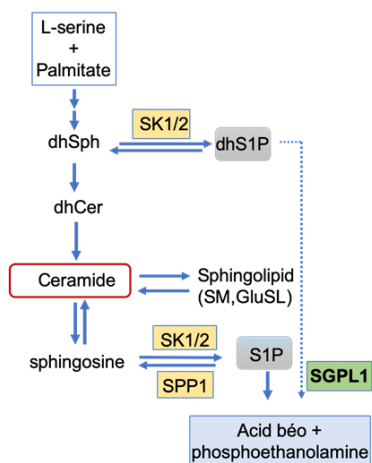 L-serine
+
Palmitate
SK1/2
dhSph
dhS1P
dhCer
Ceramide
Sphingolipid
(SM,GluSL)
SK1/2
sphingosine
S1P
SPP1
SGPL1
Acid béo +
phosphoethanolamine